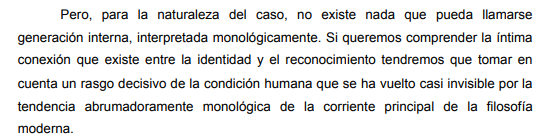 Pero, para la naturaleza del caso, no existe nada que pueda llamarse
generación interna, interpretada monológicamente. Si queremos comprender la íntima
conexión que existe entre la identidad y el reconocimiento tendremos que tomar en
cuenta un rasgo decisivo de la condición humana que se ha vuelto casi invisible por la
tendencia abrumadoramente monológica de la corriente principal de la filosofía
moderna.